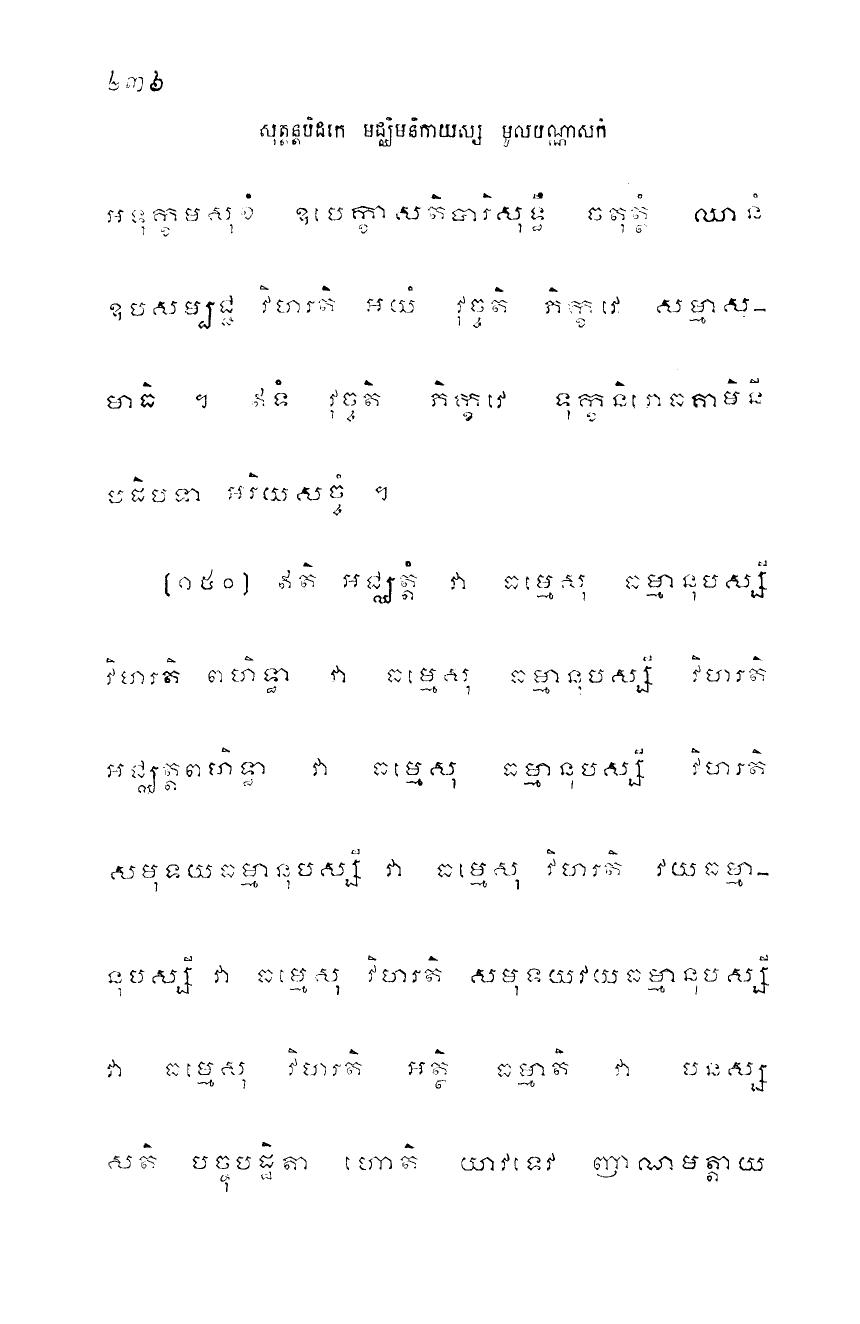 ២៣៦
សុត្តន្តបិដកេ មជ្ឈិមនិកាយស្ស មូលបណ្ណាសកំ
អទុក្ខមសុខំ ឧបេក្ខាសតិបារិសុទ្ធឹ ចតុត្ថំ ឈានំ
ឧបសម្បជ្ជ វិហរតិ អយំ វុច្ចតិ ភិក្ខវេ សម្មាស-
មាធិ ។ ឥទំ វុច្ចតិ ភិក្ខវេ ទុក្ខនិរោធគាមិនី
បដិបទា អរិយសច្ចំ ។
(១៥០) ឥតិ អជ្ឈត្តំ វា ធម្មេសុ ធម្មានុបស្សី
វិហរតិ ពហិទ្ធា វា ធម្មេសុ ធម្មានុបស្សី វិហរតិ
អជ្ឈត្តពហិទ្ធា វា ធម្មេសុ ធម្មានុបស្សី វិហរតិ
សមុទយធម្មានុបស្សី វា ធម្មេសុ វិហរតិ វយធម្មា-
នុបស្សី វា ធម្មេសុ វិហរតិ សមុទយវយធម្មានុបស្សី
វា ធម្មេសុ វិហរតិ អត្ថិ ធម្មាតិ វា បនស្ស
សតិ បច្ចុបដ្ឋិតា ហោតិ យាវទេវ ញាណមត្តាយ